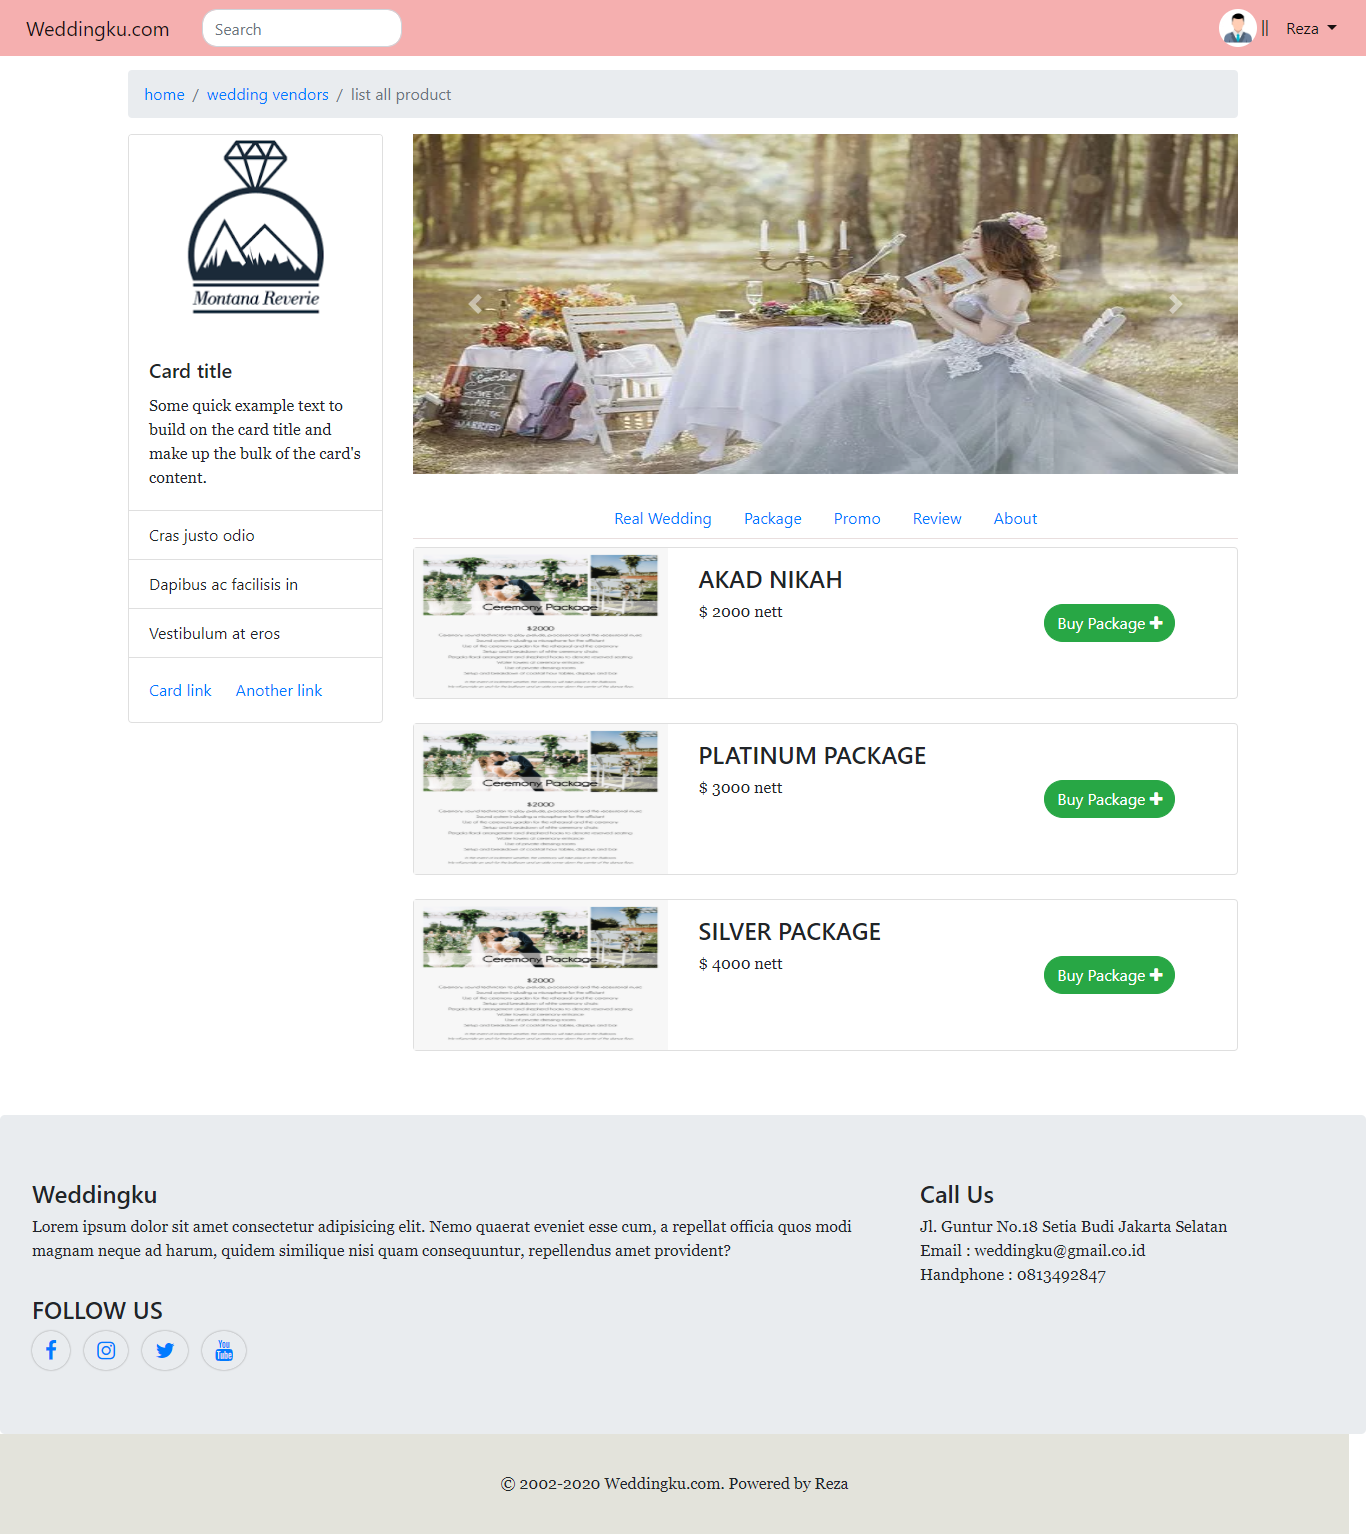 Weddingku.com
Search
|| Reza
home / wedding vendors / list all product
Montana Reverie
Card title
Some quick example text to
build on the card title and
make up the bulk of the card's
content.
Cras justo odio
Dapibus ac facilisis in
Vestibulum at eros
Card link Another link
MARRIED
Real Wedding Package Promo Review About
Ceremony Package
$2000
AKAD NIKAH
$ 2000 nett
Buy Package
Ceremony Package
$2000
PLATINUM PACKAGE
$ 3000 nett
Buy Package
Ceremony Package
$2000
SILVER PACKAGE
$ 4000 nett
Buy Package
Weddingku
Lorem ipsum dolor sit amet consectetur adipisicing elit. Nemo quaerat eveniet esse cum, a repellat officia quos modi
magnam neque ad harum, quidem similique nisi quam consequuntur, repellendus amet provident?
FOLLOW US
You
Tube
Call Us
Jl. Guntur No.18 Setia Budi Jakarta Selatan
Email : weddingku@gmail.co.id
Handphone : 0813492847
© 2002-2020 Weddingku.com. Powered by Reza